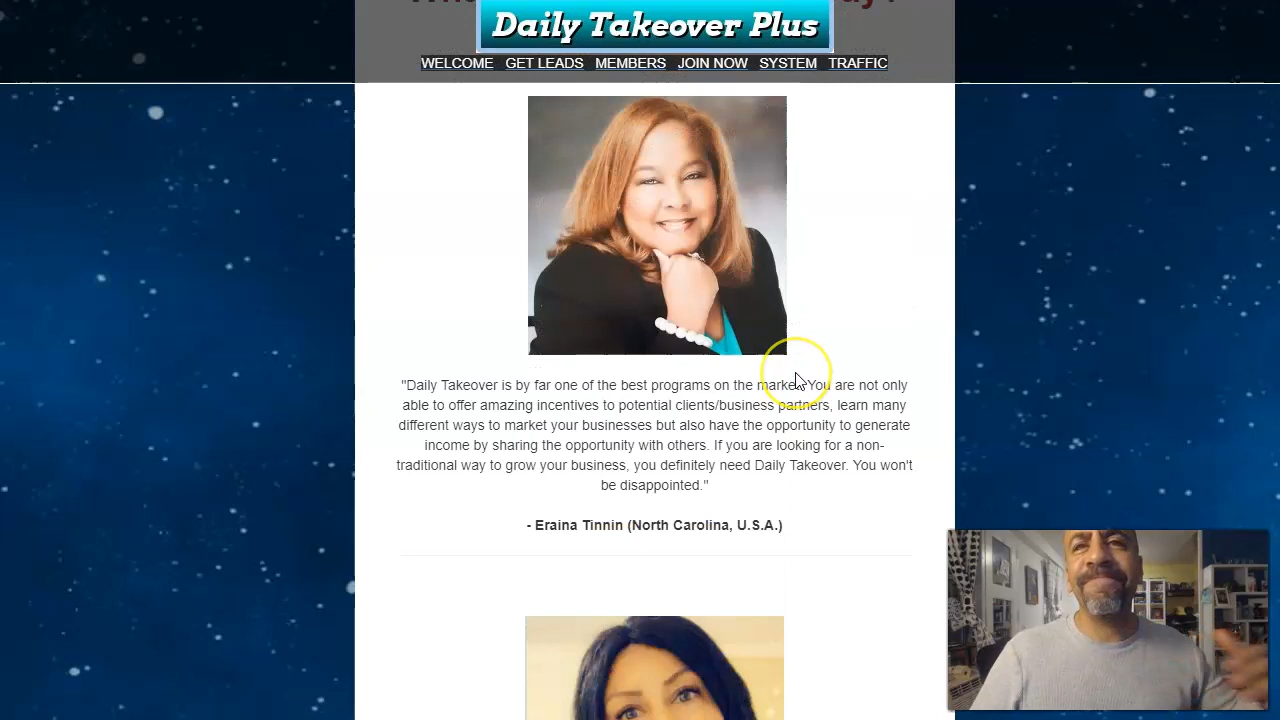 Daily Takeover Plus
WELCOME GET LEADS MEMBERS JOIN NOW SYSTEM TRAFFIC
"Daily Takeover is by far one of the best programs on the market. You are not only
able to offer amazing incentives to potential clients/business partners, learn many
different ways to market your businesses but also have the opportunity to generate
income by sharing the opportunity with others. If you are looking for a non-
traditional way to grow your business, you definitely need Daily Takeover. You won't
be disappointed."
- Eraina Tinnin (North Carolina, U.S.A.)